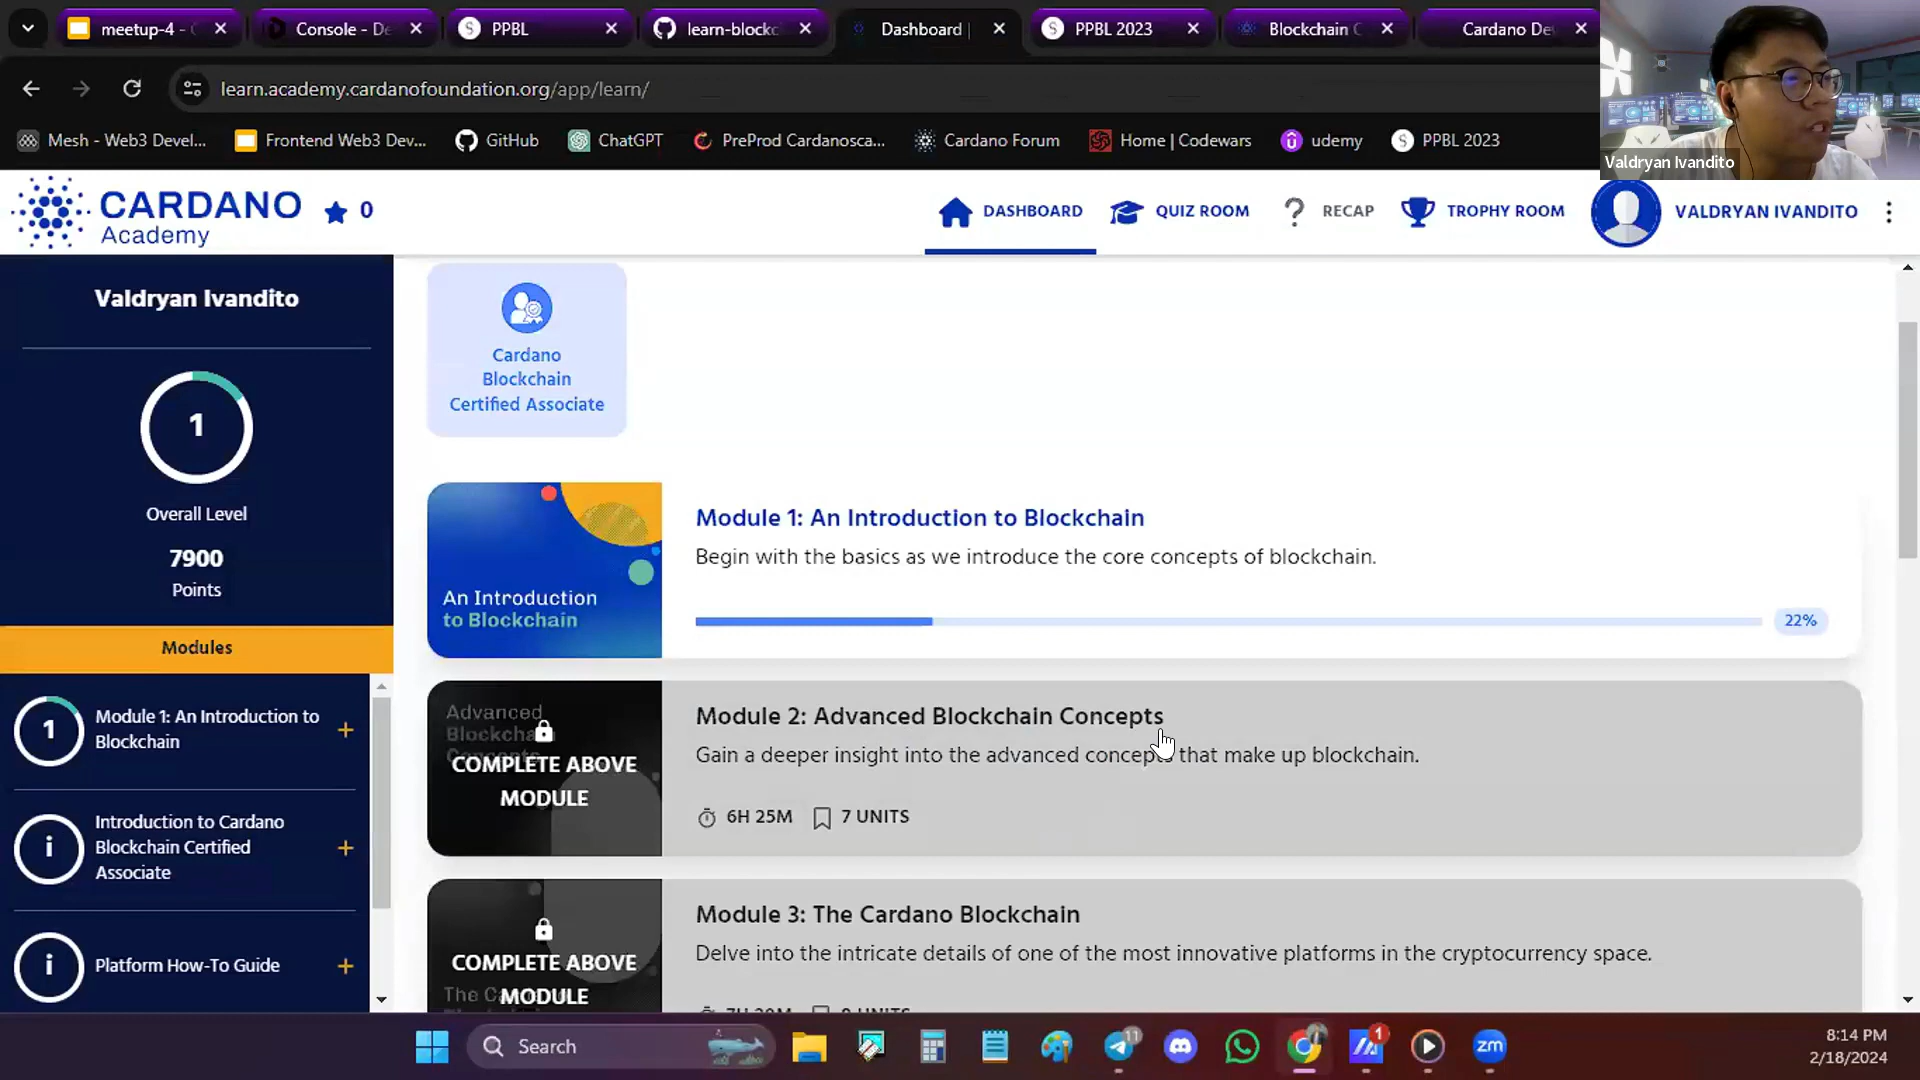 meetup-4 - C
Console - De
PPBL
learn-blockc
Dashboard |
PPBL 2023
Blockchain C
Cardano De
learn.academy.cardanofoundation.org/app/learn/
Mesh - Web3 Devel...
Frontend Web3 Dev...
GitHub
ChatGPT
PreProd Cardanosca...
Cardano Forum
Home | Codewars
udemy
PPBL 2023
Valdryan Ivandito
CARDANO
Academy
0
DASHBOARD
QUIZ ROOM
RECAP
TROPHY ROOM
VALDRYAN IVANDITO
Valdryan Ivandito
1
Overall Level
7900
Points
Modules
1
Module 1: An Introduction to
Blockchain
i
Introduction to Cardano
Blockchain Certified
Associate
i
Platform How-To Guide
Cardano
Blockchain
Certified Associate
An Introduction
to Blockchain
Module 1: An Introduction to Blockchain
Begin with the basics as we introduce the core concepts of blockchain.
22%
Advanced
Blockchain
Concepts
COMPLETE ABOVE
MODULE
Module 2: Advanced Blockchain Concepts
Gain a deeper insight into the advanced concepts that make up blockchain.
6H 25M
7 UNITS
COMPLETE ABOVE
MODULE
Module 3: The Cardano Blockchain
Delve into the intricate details of one of the most innovative platforms in the cryptocurrency space.
Search
11
1
zm
8:14 PM
2/18/2024